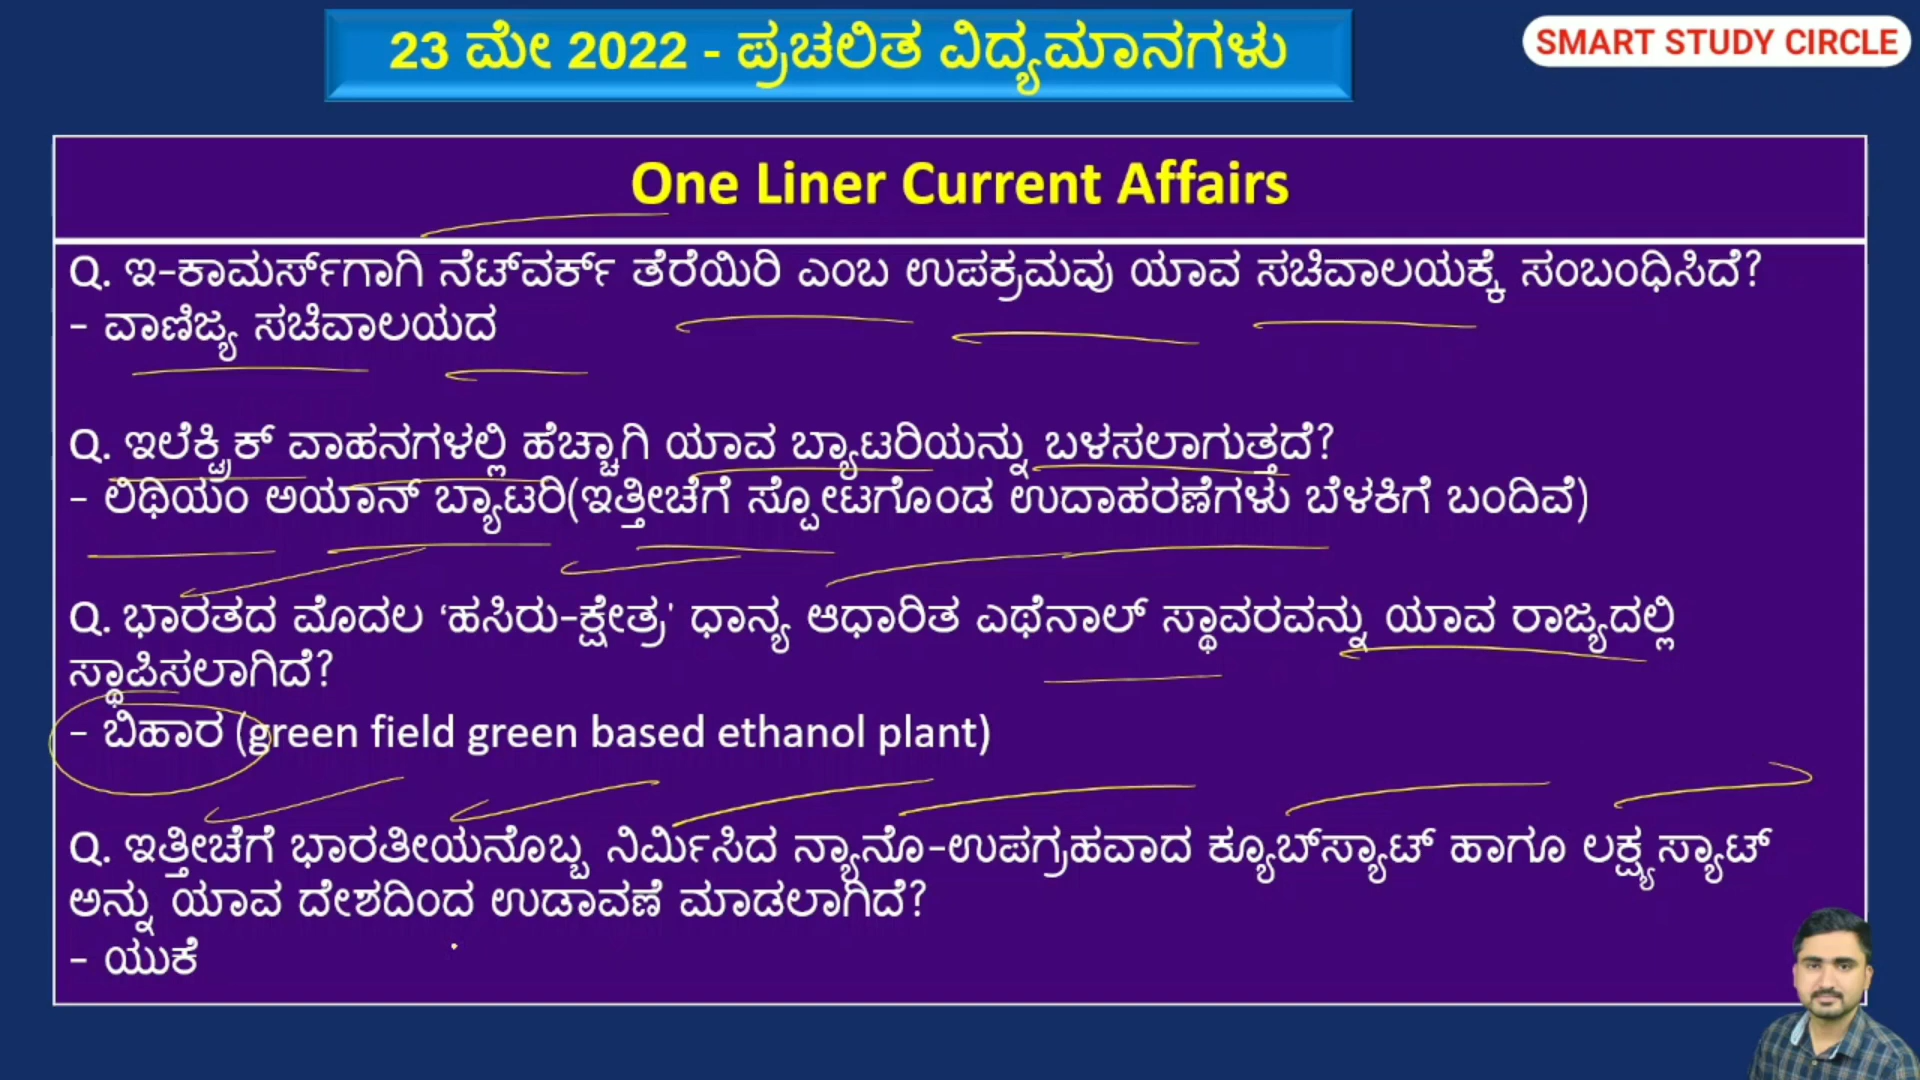 23 ಮೇ 2022 - ಪ್ರಚಲಿತ ವಿದ್ಯಮಾನಗಳು
SMART STUDY CIRCLE
One Liner Current Affairs
Q. ಇ-ಕಾಮರ್ಸ್‌ಗಾಗಿ ನೆಟ್‌ವರ್ಕ್ ತೆರೆಯಿರಿ ಎಂಬ ಉಪಕ್ರಮವು ಯಾವ ಸಚಿವಾಲಯಕ್ಕೆ ಸಂಬಂಧಿಸಿದೆ?
- ವಾಣಿಜ್ಯ ಸಚಿವಾಲಯದ
Q. ಇಲೆಕ್ಟ್ರಿಕ್ ವಾಹನಗಳಲ್ಲಿ ಹೆಚ್ಚಾಗಿ ಯಾವ ಬ್ಯಾಟರಿಯನ್ನು ಬಳಸಲಾಗುತ್ತದೆ?
- ಲಿಥಿಯಂ ಅಯಾನ್ ಬ್ಯಾಟರಿ(ಇತ್ತೀಚೆಗೆ ಸ್ಪೋಟಗೊಂಡ ಉದಾಹರಣೆಗಳು ಬೆಳಕಿಗೆ ಬಂದಿವೆ)
Q. ಭಾರತದ ಮೊದಲ ‘ಹಸಿರು-ಕ್ಷೇತ್ರ' ಧಾನ್ಯ ಆಧಾರಿತ ಎಥೆನಾಲ್ ಸ್ಥಾವರವನ್ನು ಯಾವ ರಾಜ್ಯದಲ್ಲಿ
ಸ್ಥಾಪಿಸಲಾಗಿದೆ?
- ಬಿಹಾರ (green field green based ethanol plant)
Q. ಇತ್ತೀಚೆಗೆ ಭಾರತೀಯನೊಬ್ಬ ನಿರ್ಮಿಸಿದ ನ್ಯಾನೊ-ಉಪಗ್ರಹವಾದ ಕ್ಯೂಬ್‌ಸ್ಯಾಟ್ ಹಾಗೂ ಲಕ್ಷ್ಯಸ್ಯಾಟ್
ಅನ್ನು ಯಾವ ದೇಶದಿಂದ ಉಡಾವಣೆ ಮಾಡಲಾಗಿದೆ?
- ಯುಕೆ